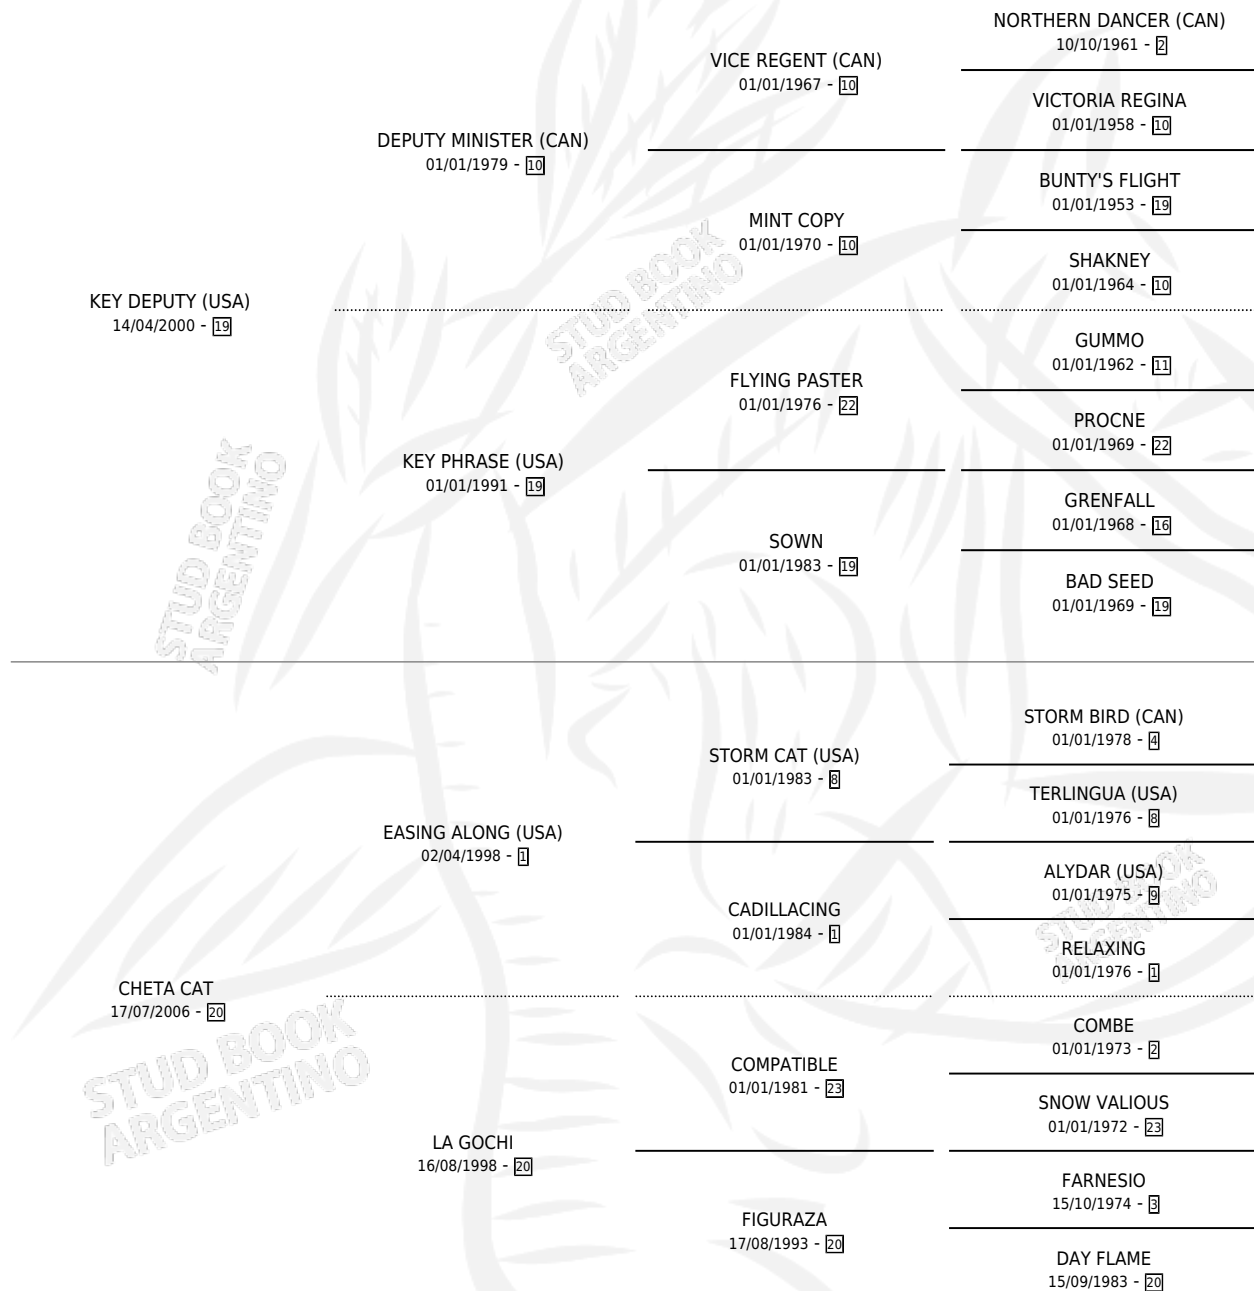 NORTHERN DANCER (CAN)
10/10/1961 - 2
VICE REGENT (CAN)
01/01/1967 - 10
VICTORIA REGINA
01/01/1958 - 10
DEPUTY MINISTER (CAN)
01/01/1979 - 10
BUNTY'S FLIGHT
01/01/1953 - 19
MINT COPY
01/01/1970 - 10
SHAKNEY
01/01/1964 - 10
KEY DEPUTY (USA)
14/04/2000 - 19
GUMMO
01/01/1962 - 11
FLYING PASTER
01/01/1976 - 22
PROCNE
01/01/1969 - 22
KEY PHRASE (USA)
01/01/1991 - 19
GRENFALL
01/01/1968 - 16
SOWN
01/01/1983 - 19
BAD SEED
01/01/1969 - 19
STORM BIRD (CAN)
01/01/1978 - 4
STORM CAT (USA)
01/01/1983 - 8
TERLINGUA (USA)
01/01/1976 - 8
EASING ALONG (USA)
02/04/1998 - 1
ALYDAR (USA)
01/01/1975 - 9
CADILLACING
01/01/1984 - 1
RELAXING
01/01/1976 - 1
CHETA CAT
17/07/2006 - 20
COMBE
01/01/1973 - 2
COMPATIBLE
01/01/1981 - 23
SNOW VALIOUS
01/01/1972 - 23
LA GOCHI
16/08/1998 - 20
FARNESIO
15/10/1974 - 3
FIGURAZA
17/08/1993 - 20
DAY FLAME
15/09/1983 - 20
STUD BOOK
ARGENTINO
STUD BOOK
ARGENTINO
STUD BOOK
ARGENTINO
STUD BOOK
ARGENTINO